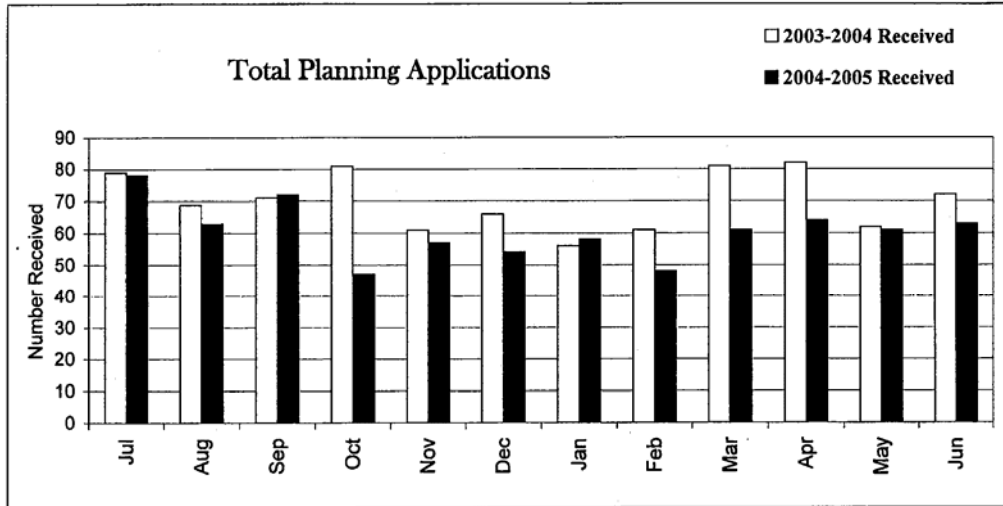 2003-2004 Received
Total Planning Applications
2004-2005 Received
90
80
70
60
50
40
30
20
10
0
Number Received
Jul
Aug
Sep
Oct
Nov
Dec
Jan
Feb
Mar
Apr
May
Jun